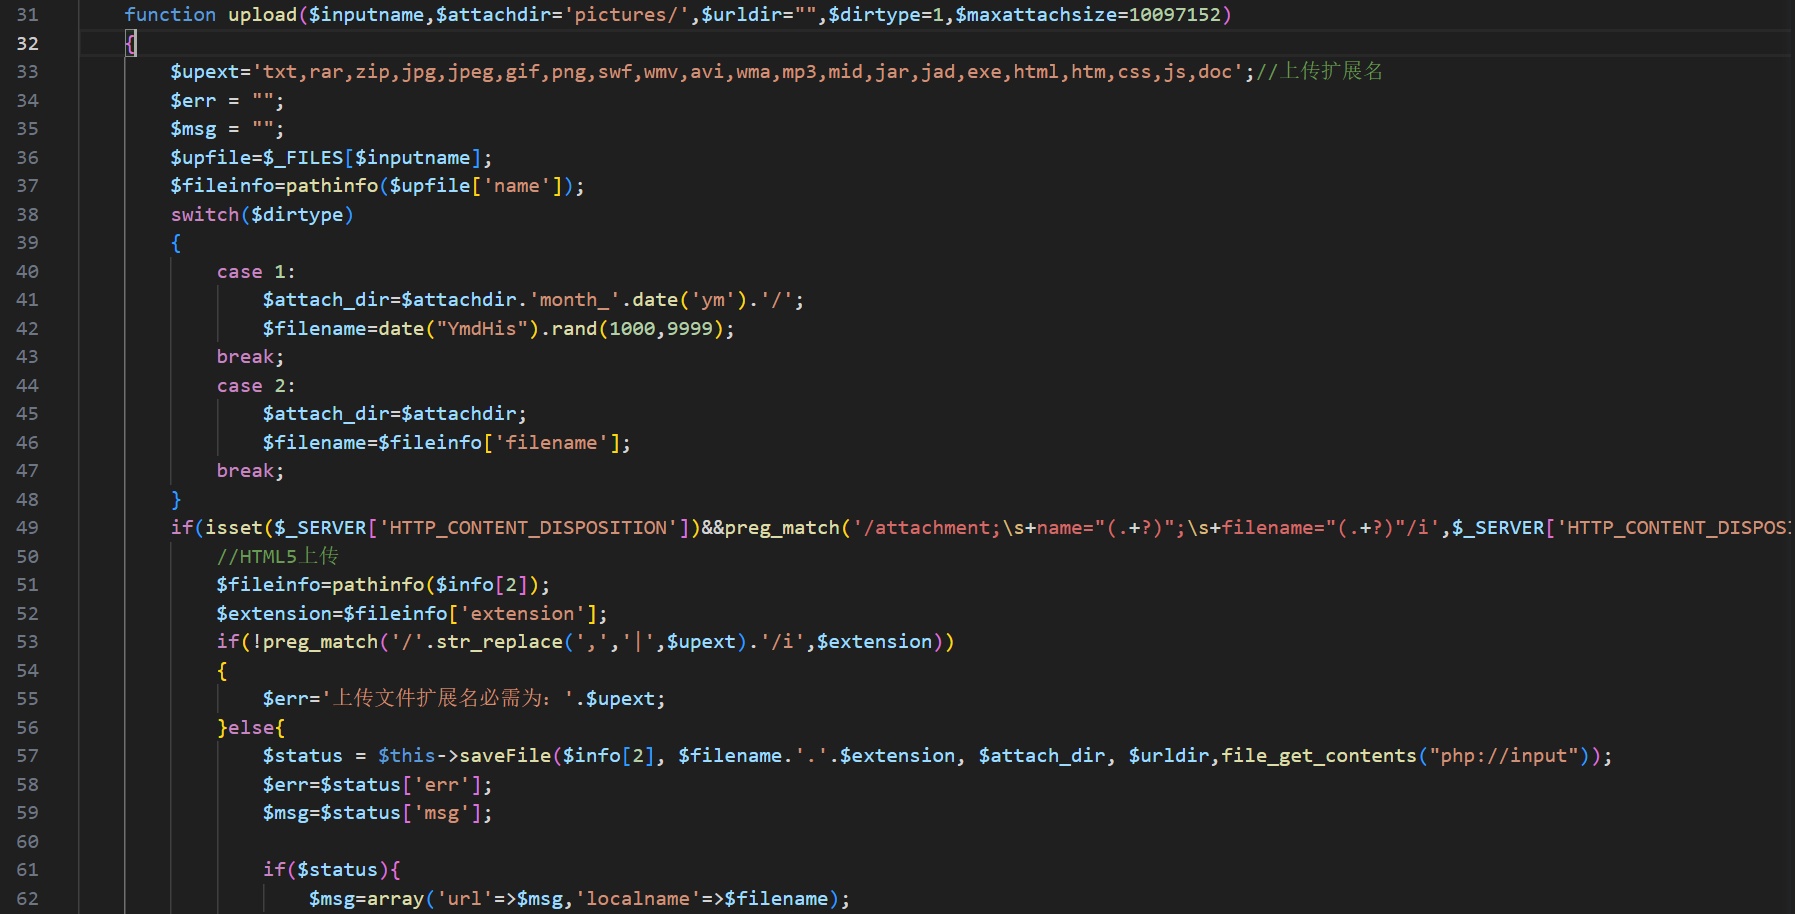 31 function upload($inputname,$attachdir='pictures/',$urldir="",$dirtype=1,$maxattachsize=10097152)
32 {
33 $upext='txt,rar,zip,jpg,jpeg,gif,png,swf,wmv,avi,wma,mp3,mid,jar,jad,exe,html,htm,css,js,doc';//上传扩展名
34 $err = "";
35 $msg = "";
36 $upfile=$_FILES[$inputname];
37 $fileinfo=pathinfo($upfile['name']);
38 switch($dirtype)
39 {
40 case 1:
41 $attach_dir=$attachdir.'month_'.date('ym').'/';
42 $filename=date("YmdHis").rand(1000,9999);
43 break;
44 case 2:
45 $attach_dir=$attachdir;
46 $filename=$fileinfo['filename'];
47 break;
48 }
49 if(isset($_SERVER['HTTP_CONTENT_DISPOSITION'])&&preg_match('/attachment;\s+name="(.+?)";\s+filename="(.+?)"/i',$_SERVER['HTTP_CONTENT_DISPOSI
50 //HTML5上传
51 $fileinfo=pathinfo($info[2]);
52 $extension=$fileinfo['extension'];
53 if(!preg_match('/'.str_replace(',','|',$upext).'/i',$extension))
54 {
55 $err='上传文件扩展名必需为：'.$upext;
56 }else{
57 $status = $this->saveFile($info[2], $filename.'.'.$extension, $attach_dir, $urldir,file_get_contents("php://input"));
58 $err=$status['err'];
59 $msg=$status['msg'];
60
61 if($status){
62 $msg=array('url'=>$msg,'localname'=>$filename);